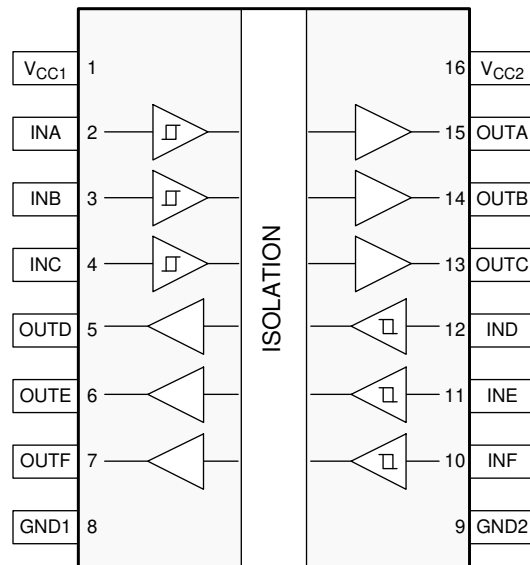 VCC1 1 16 VCC2
INA 2 15 OUTA
INB 3 14 OUTB
INC 4 13 OUTC
ISOLATION
OUTD 5 12 IND
OUTE 6 11 INE
OUTF 7 10 INF
GND1 8 9 GND2